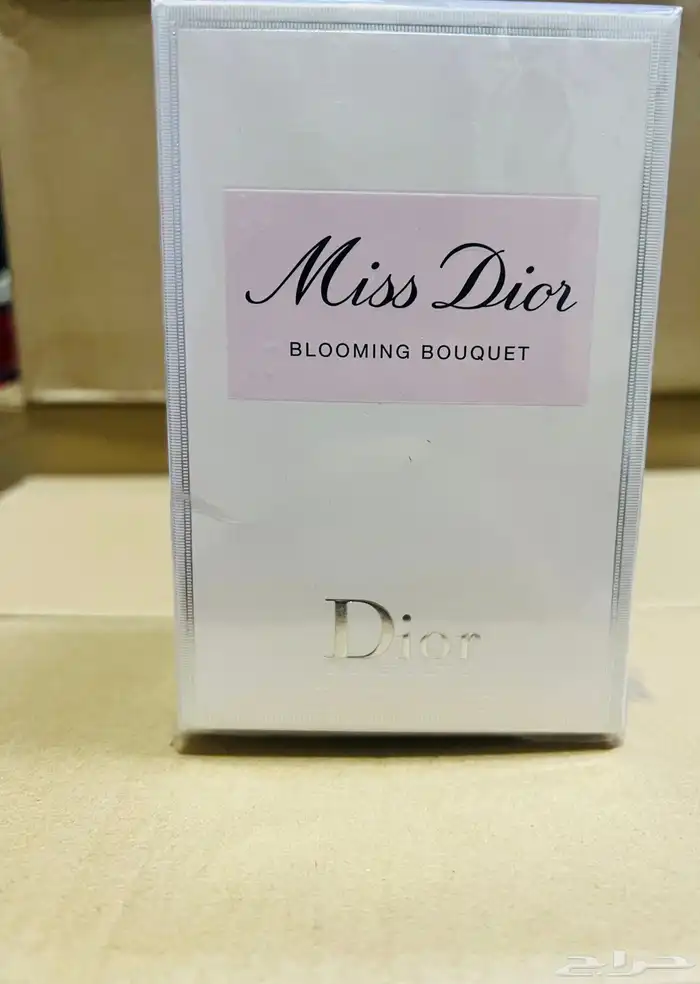 Miss Dior
BLOOMING BOUQUET
Dior
حراج